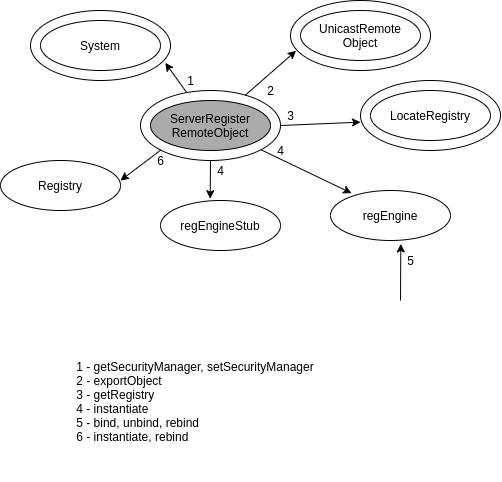 System
UnicastRemote
Object
1
2
ServerRegister
RemoteObject
3
LocateRegistry
6
4
4
Registry
regEngineStub
regEngine
5
1 - getSecurityManager, setSecurityManager
2 - exportObject
3 - getRegistry
4 - instantiate
5 - bind, unbind, rebind
6 - instantiate, rebind